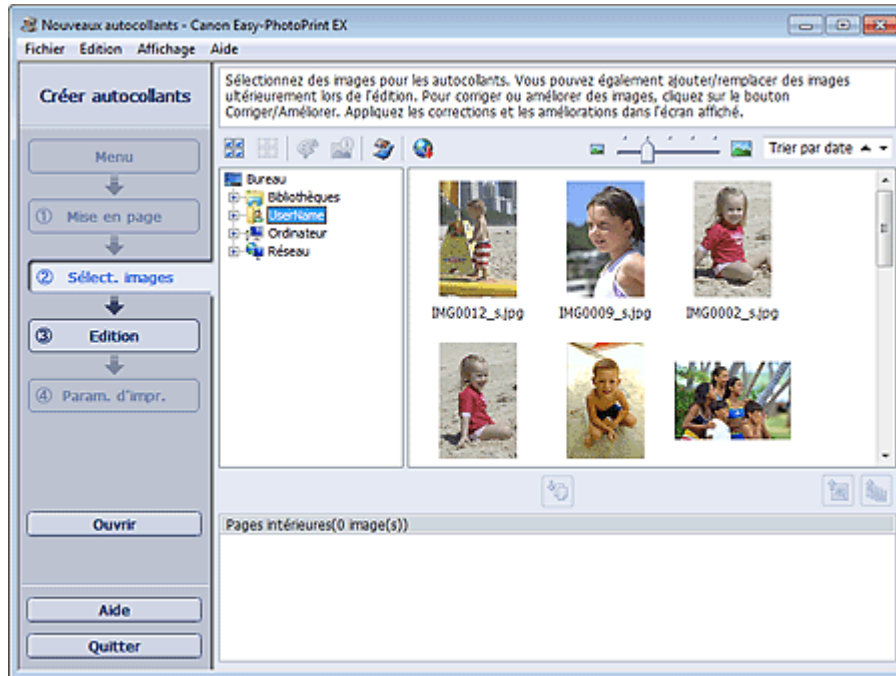 Nouveaux autocollants - Canon Easy-PhotoPrint EX
Fichier Edition Affichage Aide
Créer autocollants
Sélectionnez des images pour les autocollants. Vous pouvez également ajouter/remplacer des images
ultérieurement lors de l'édition. Pour corriger ou améliorer des images, cliquez sur le bouton
Corriger/Améliorer. Appliquez les corrections et les améliorations dans l'écran affiché.
Menu
① Mise en page
② Sélect. images
③ Edition
④ Param. d'impr.
Ouvrir
Aide
Quitter
Trier par date
Bureau
Bibliothèques
UserName
Ordinateur
Réseau
IMG0012_s.jpg IMG0009_s.jpg IMG0002_s.jpg
Pages intérieures(0 image(s))